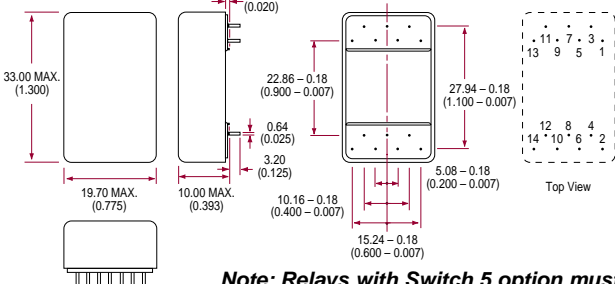 (0.020)
33.00 MAX.
(1.300)
19.70 MAX.
(0.775)
0.64
(0.025)
3.20
(0.125)
10.00 MAX.
(0.393)
22.86 – 0.18
(0.900 – 0.007)
27.94 – 0.18
(1.100 – 0.007)
5.08 – 0.18
(0.200 – 0.007)
10.16 – 0.18
(0.400 – 0.007)
15.24 – 0.18
(0.600 – 0.007)
11 7 3
13 9 5 1
12 8 4
14 10 6 2
Top View
Note: Relays with Switch 5 option must